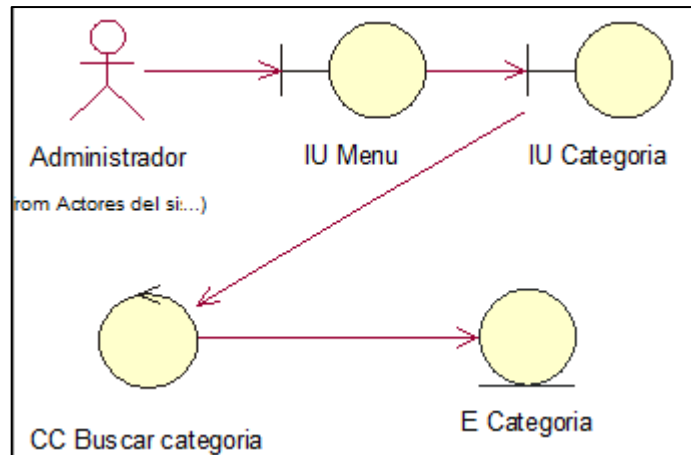 Administrador
IU Menu
IU Categoria
rom Actores del si:...)
CC Buscar categoria
E Categoria